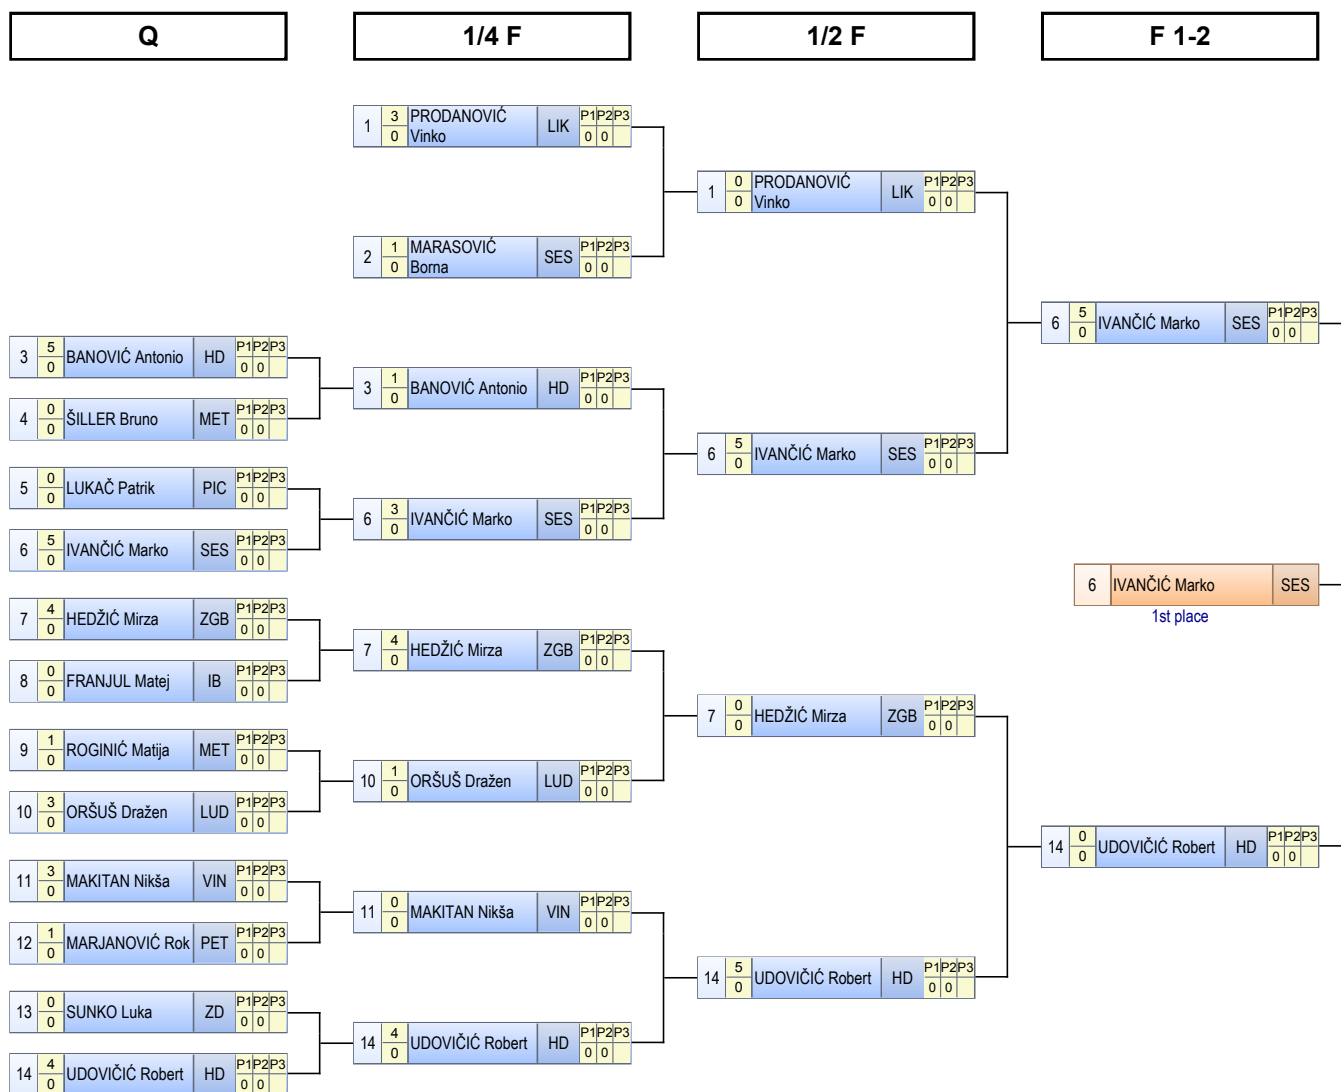 Q
1/4 F
1/2 F
F 1-2
1 3 0 PRODANOVIĆ Vinko LIK P1 P2 P3 0 0
2 1 0 MARASOVIĆ Borna SES P1 P2 P3 0 0
3 5 0 BANOVIĆ Antonio HD P1 P2 P3 0 0
4 0 0 ŠILLER Bruno MET P1 P2 P3 0 0
5 0 0 LUKAČ Patrik PIC P1 P2 P3 0 0
6 5 0 IVANČIĆ Marko SES P1 P2 P3 0 0
7 4 0 HEDŽIĆ Mirza ZGB P1 P2 P3 0 0
8 0 0 FRANJUL Matej IB P1 P2 P3 0 0
9 1 0 ROGINIĆ Matija MET P1 P2 P3 0 0
10 3 0 ORŠUŠ Dražen LUD P1 P2 P3 0 0
11 3 0 MAKITAN Nikša VIN P1 P2 P3 0 0
12 1 0 MARJANOVIĆ Rok PET P1 P2 P3 0 0
13 0 0 SUNKO Luka ZD P1 P2 P3 0 0
14 4 0 UDOVIČIĆ Robert HD P1 P2 P3 0 0
3 1 0 BANOVIĆ Antonio HD P1 P2 P3 0 0
6 3 0 IVANČIĆ Marko SES P1 P2 P3 0 0
7 4 0 HEDŽIĆ Mirza ZGB P1 P2 P3 0 0
10 1 0 ORŠUŠ Dražen LUD P1 P2 P3 0 0
11 0 0 MAKITAN Nikša VIN P1 P2 P3 0 0
14 4 0 UDOVIČIĆ Robert HD P1 P2 P3 0 0
1 0 0 PRODANOVIĆ Vinko LIK P1 P2 P3 0 0
6 5 0 IVANČIĆ Marko SES P1 P2 P3 0 0
7 0 0 HEDŽIĆ Mirza ZGB P1 P2 P3 0 0
14 5 0 UDOVIČIĆ Robert HD P1 P2 P3 0 0
6 5 0 IVANČIĆ Marko SES P1 P2 P3 0 0
6 IVANČIĆ Marko SES
1st place
14 0 0 UDOVIČIĆ Robert HD P1 P2 P3 0 0